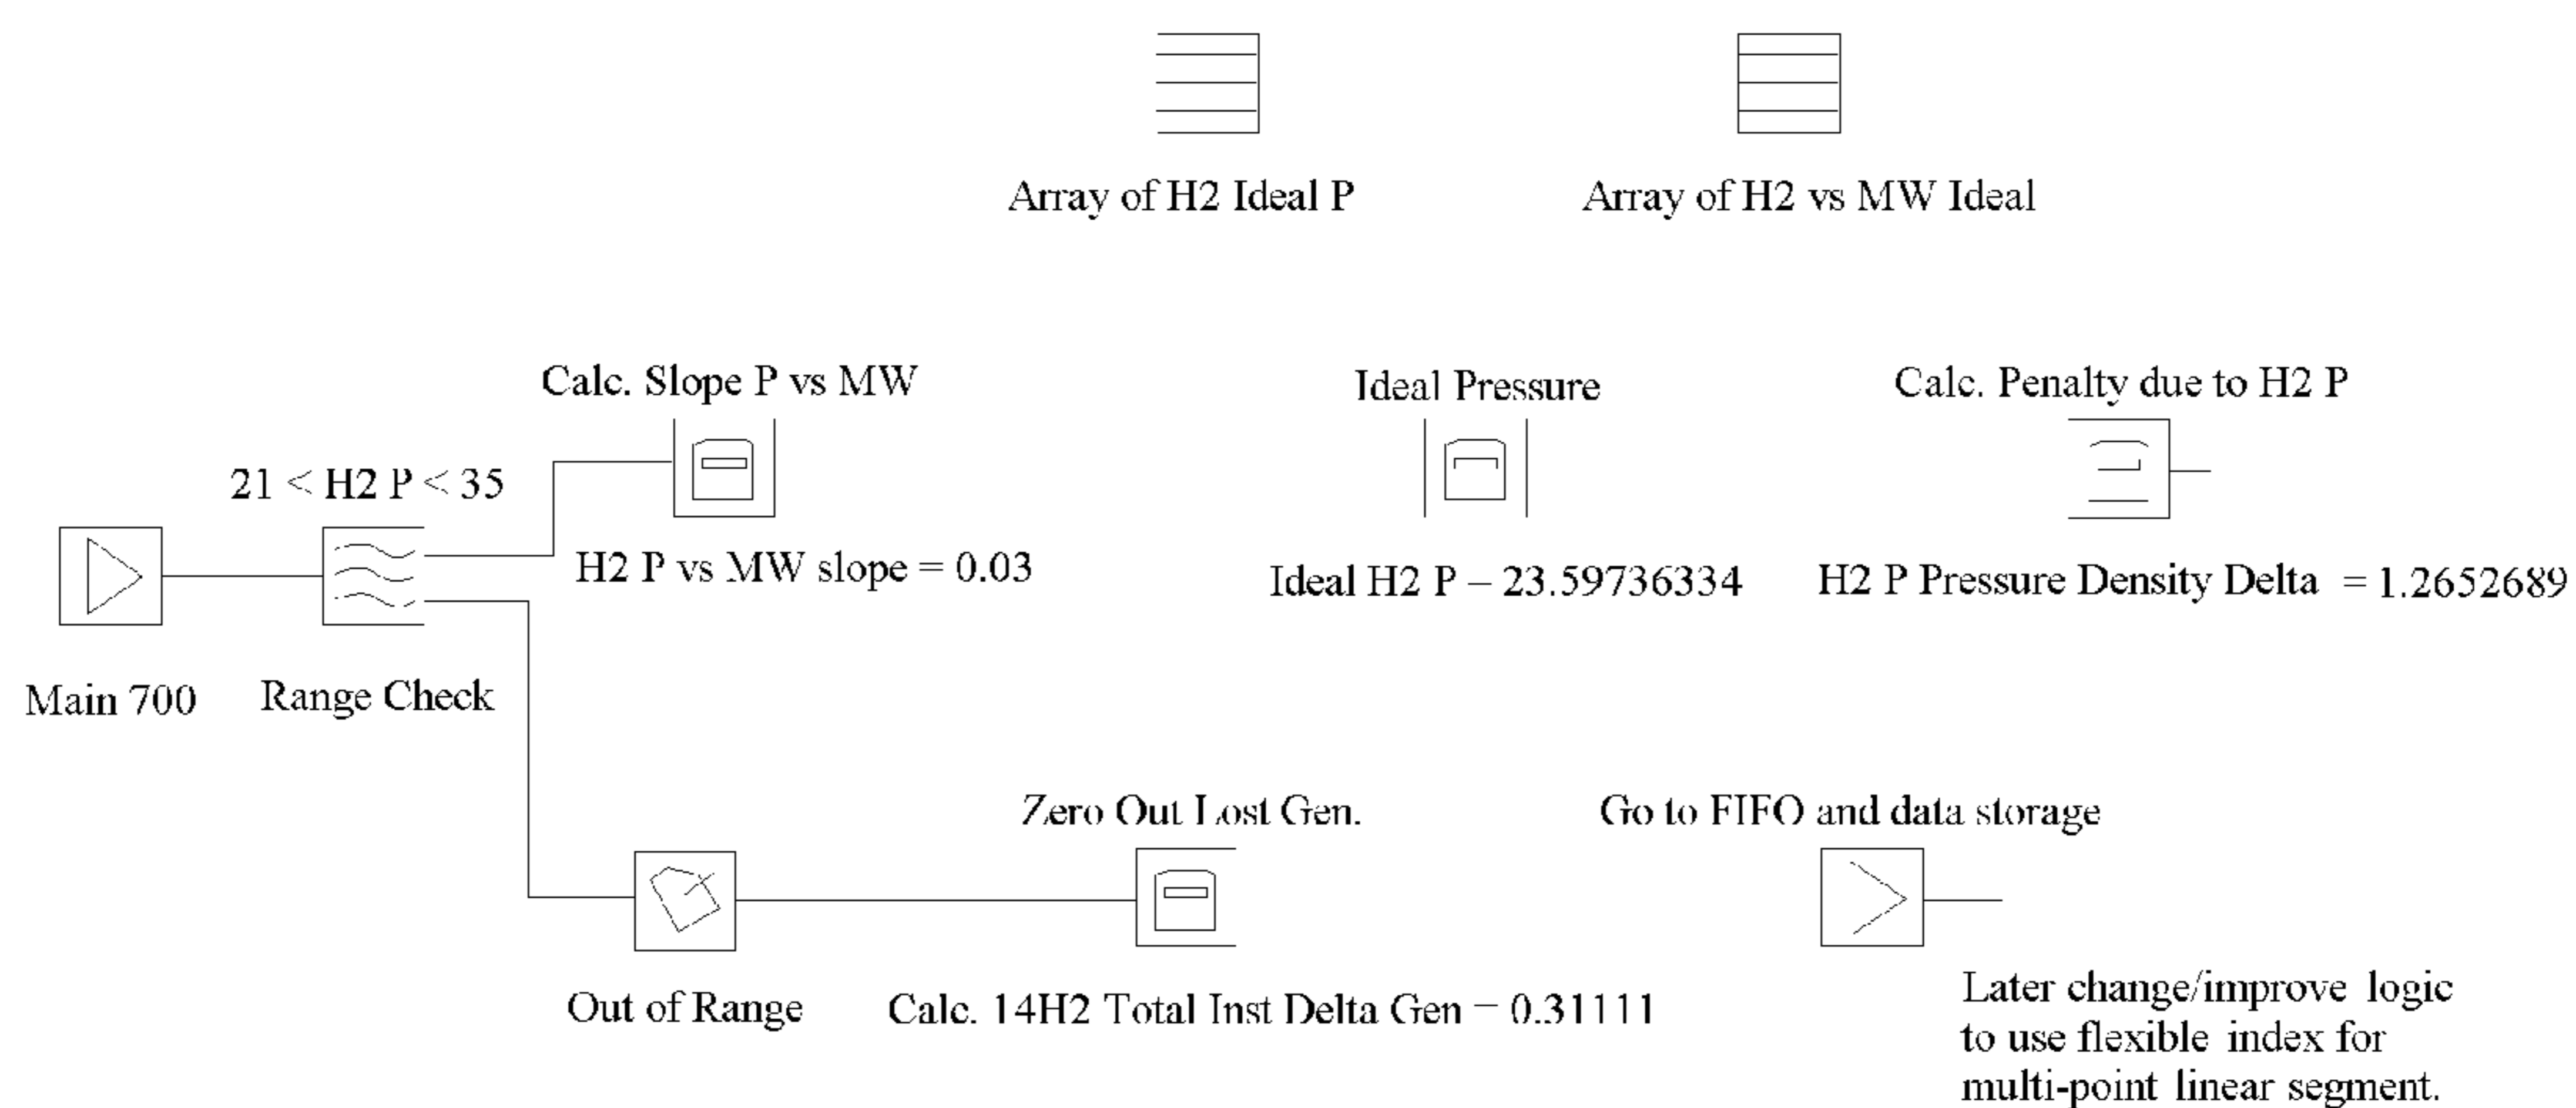 Array of H2 Ideal P
Array of H2 vs MW Ideal
Calc. Slope P vs MW
Ideal Pressure
Calc. Penalty due to H2 P
21 < H2 P < 35
H2 P vs MW slope = 0.03
Ideal H2 P – 23.59736334
H2 P Pressure Density Delta = 1.2652689
Main 700
Range Check
Zero Out Lost Gen.
Go to FIFO and data storage
Out of Range
Calc. 14H2 Total Inst Delta Gen – 0.31111
Later change/improve logic
to use flexible index for
multi-point linear segment.